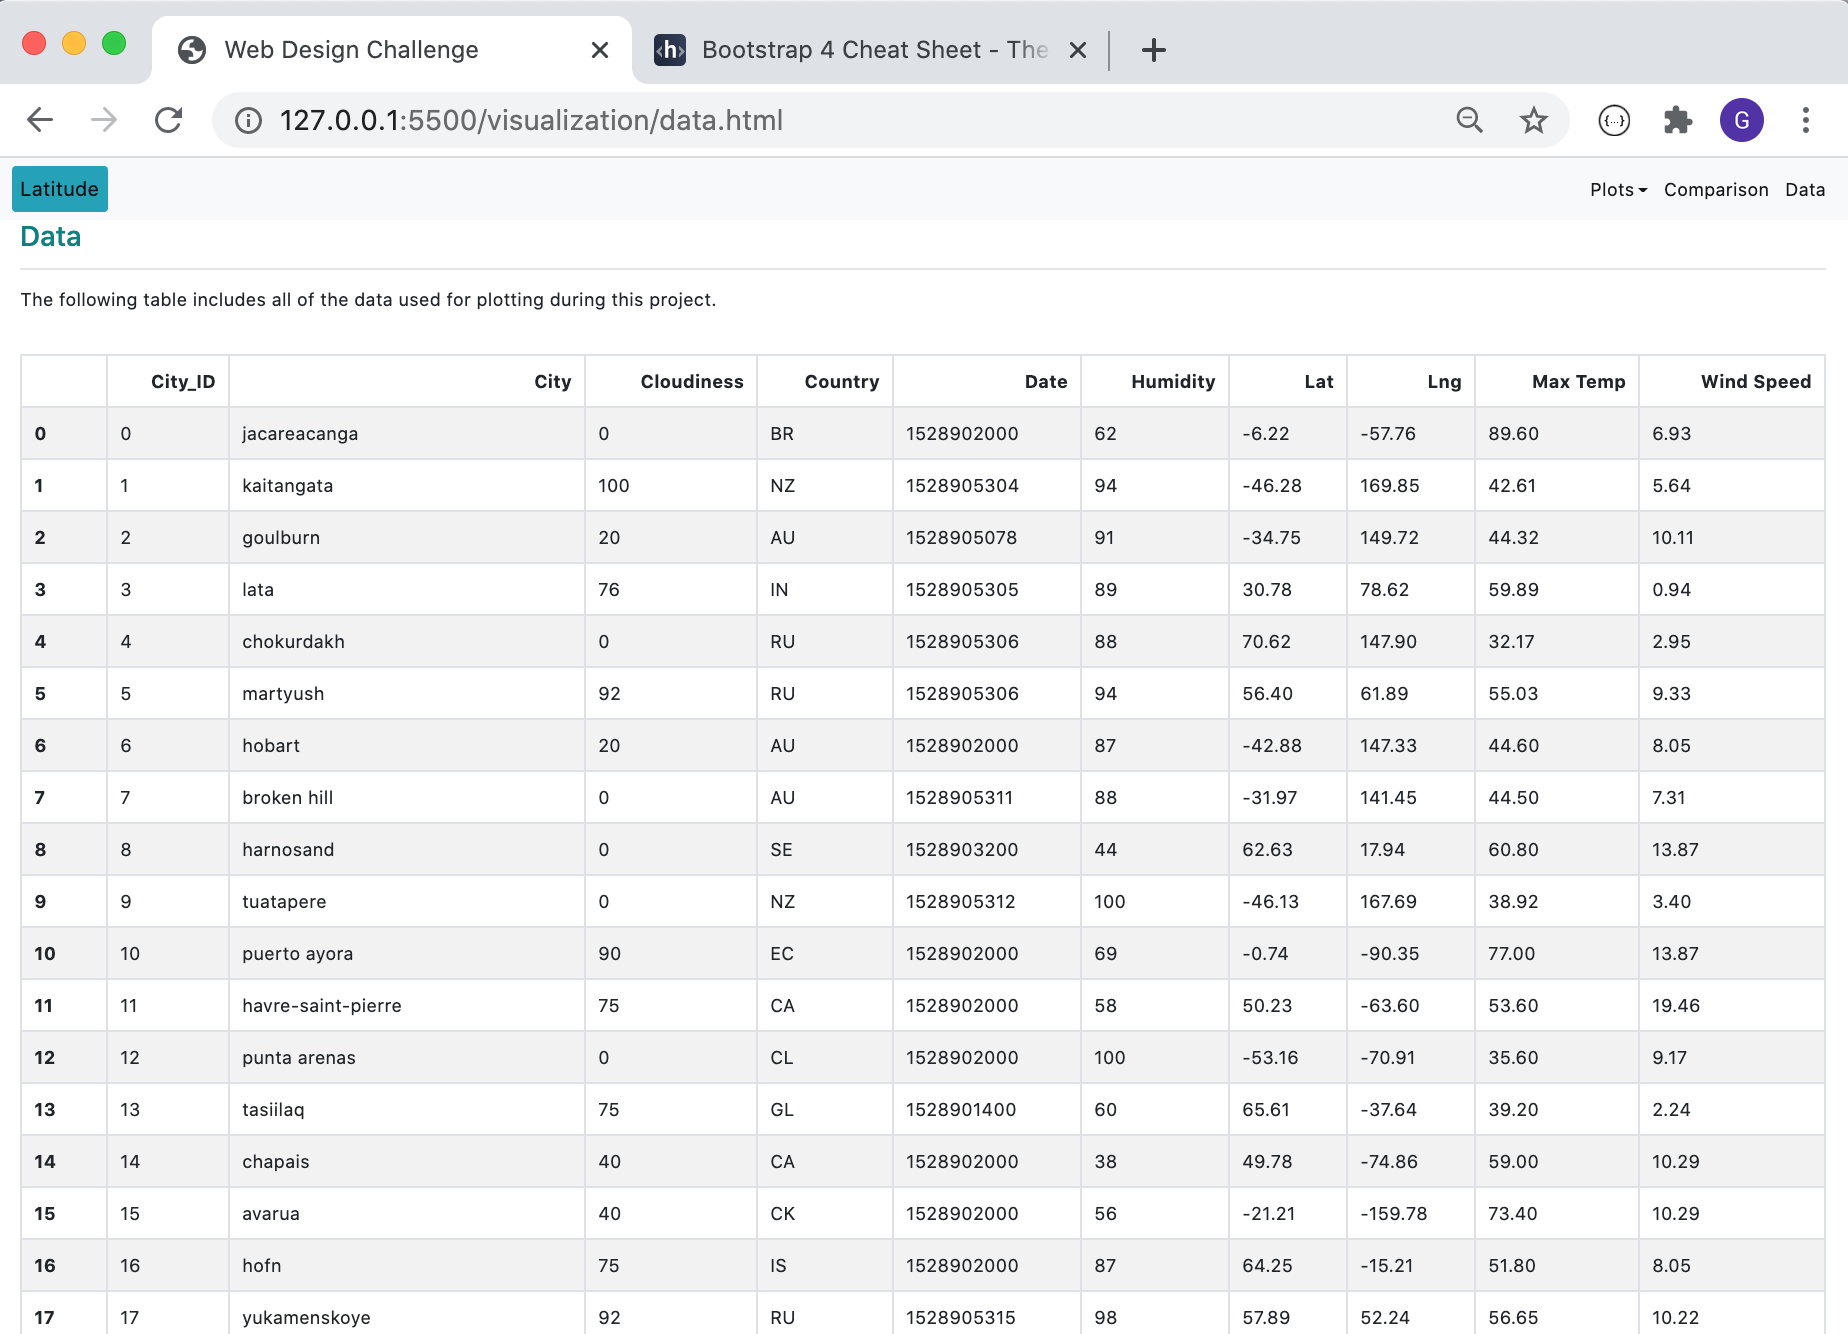 Web Design Challenge
<h> Bootstrap 4 Cheat Sheet - The
127.0.0.1:5500/visualization/data.html
{...}
G
Latitude Plots Comparison Data
Data
The following table includes all of the data used for plotting during this project.
City_ID City Cloudiness Country Date Humidity Lat Lng Max Temp Wind Speed
0 0 jacareacanga 0 BR 1528902000 62 -6.22 -57.76 89.60 6.93
1 1 kaitangata 100 NZ 1528905304 94 -46.28 169.85 42.61 5.64
2 2 goulburn 20 AU 1528905078 91 -34.75 149.72 44.32 10.11
3 3 lata 76 IN 1528905305 89 30.78 78.62 59.89 0.94
4 4 chokurdakh 0 RU 1528905306 88 70.62 147.90 32.17 2.95
5 5 martyush 92 RU 1528905306 94 56.40 61.89 55.03 9.33
6 6 hobart 20 AU 1528902000 87 -42.88 147.33 44.60 8.05
7 7 broken hill 0 AU 1528905311 88 -31.97 141.45 44.50 7.31
8 8 harnosand 0 SE 1528903200 44 62.63 17.94 60.80 13.87
9 9 tuatapere 0 NZ 1528905312 100 -46.13 167.69 38.92 3.40
10 10 puerto ayora 90 EC 1528902000 69 -0.74 -90.35 77.00 13.87
11 11 havre-saint-pierre 75 CA 1528902000 58 50.23 -63.60 53.60 19.46
12 12 punta arenas 0 CL 1528902000 100 -53.16 -70.91 35.60 9.17
13 13 tasiilaq 75 GL 1528901400 60 65.61 -37.64 39.20 2.24
14 14 chapais 40 CA 1528902000 38 49.78 -74.86 59.00 10.29
15 15 avarua 40 CK 1528902000 56 -21.21 -159.78 73.40 10.29
16 16 hofn 75 IS 1528902000 87 64.25 -15.21 51.80 8.05
17 17 yukamenskoye 92 RU 1528905315 98 57.89 52.24 56.65 10.22